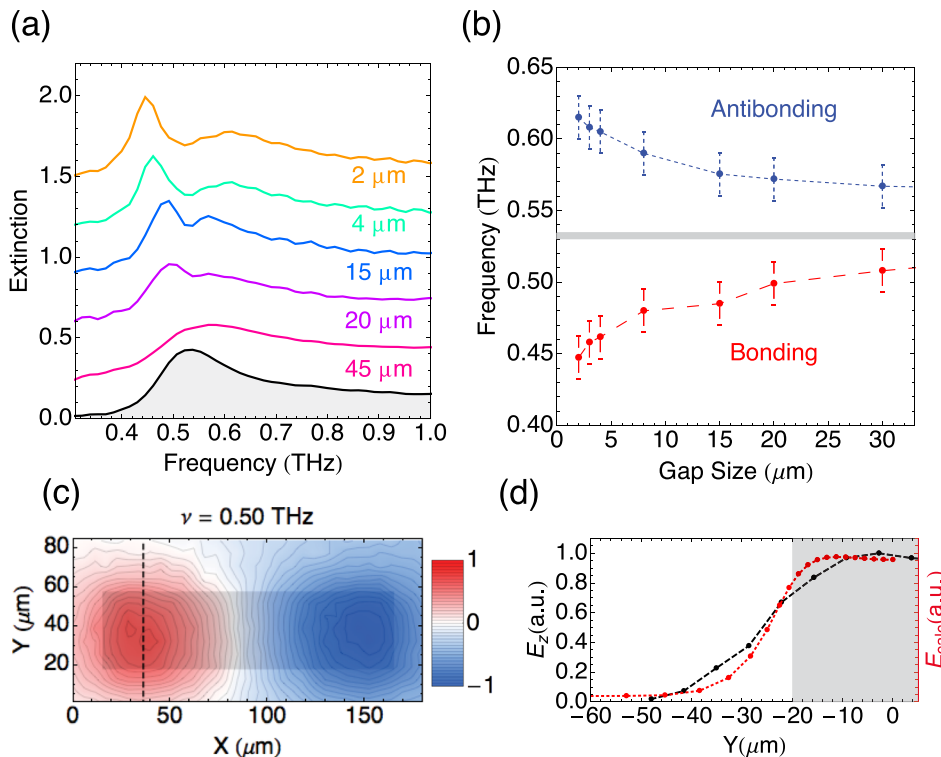 (a)
Extinction
2.0
1.5
1.0
0.5
0.0
2 μm
4 μm
15 μm
20 μm
45 μm
0.4 0.5 0.6 0.7 0.8 0.9 1.0
Frequency (THz)
(b)
Frequency (THz)
0.65
0.60
0.55
0.50
0.45
0.40
Antibonding
Bonding
0 5 10 15 20 25 30
Gap Size (μm)
(c)
ν = 0.50 THz
Y (μm)
80
60
40
20
0 50 100 150
X (μm)
1
0
−1
(d)
Ez(a.u.)
1.0
0.8
0.6
0.4
0.2
0.0
−60 −50 −40 −30 −20 −10 0
Y(μm)